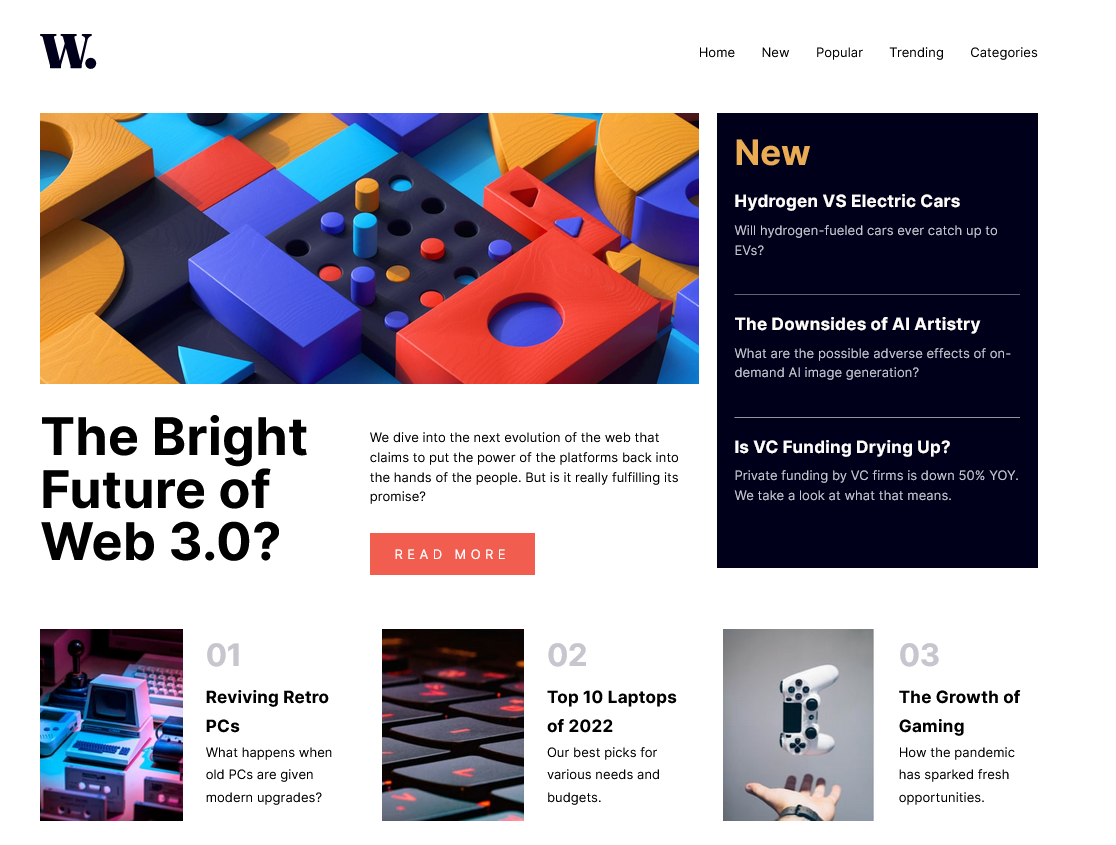 W.
Home New Popular Trending Categories
New
Hydrogen VS Electric Cars
Will hydrogen-fueled cars ever catch up to
EVs?
The Downsides of AI Artistry
What are the possible adverse effects of on-
demand AI image generation?
Is VC Funding Drying Up?
Private funding by VC firms is down 50% YOY.
We take a look at what that means.
The Bright
Future of
Web 3.0?
We dive into the next evolution of the web that
claims to put the power of the platforms back into
the hands of the people. But is it really fulfilling its
promise?
READ MORE
01
Reviving Retro
PCs
What happens when
old PCs are given
modern upgrades?
02
Top 10 Laptops
of 2022
Our best picks for
various needs and
budgets.
03
The Growth of
Gaming
How the pandemic
has sparked fresh
opportunities.